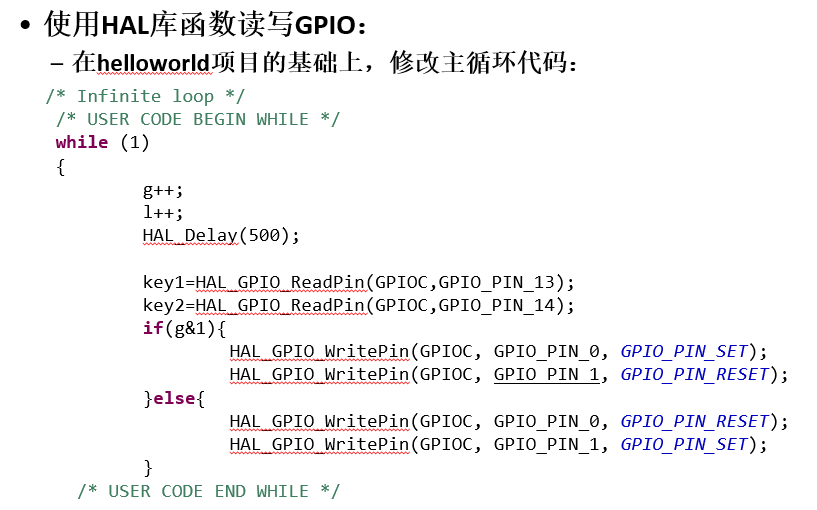 • 使用HAL库函数读写GPIO：
– 在helloworld项目的基础上，修改主循环代码：
/* Infinite loop */
/* USER CODE BEGIN WHILE */
while (1)
{
g++;
l++;
HAL_Delay(500);
key1=HAL_GPIO_ReadPin(GPIOC,GPIO_PIN_13);
key2=HAL_GPIO_ReadPin(GPIOC,GPIO_PIN_14);
if(g&1){
HAL_GPIO_WritePin(GPIOC, GPIO_PIN_0, GPIO_PIN_SET);
HAL_GPIO_WritePin(GPIOC, GPIO_PIN_1, GPIO_PIN_RESET);
}else{
HAL_GPIO_WritePin(GPIOC, GPIO_PIN_0, GPIO_PIN_RESET);
HAL_GPIO_WritePin(GPIOC, GPIO_PIN_1, GPIO_PIN_SET);
}
/* USER CODE END WHILE */